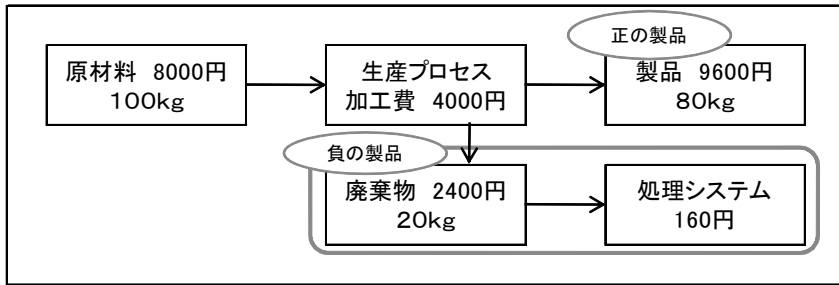 正の製品
原材料 8000円
100kg
生産プロセス
加工費 4000円
製品 9600円
80kg
負の製品
廃棄物 2400円
20kg
処理システム
160円